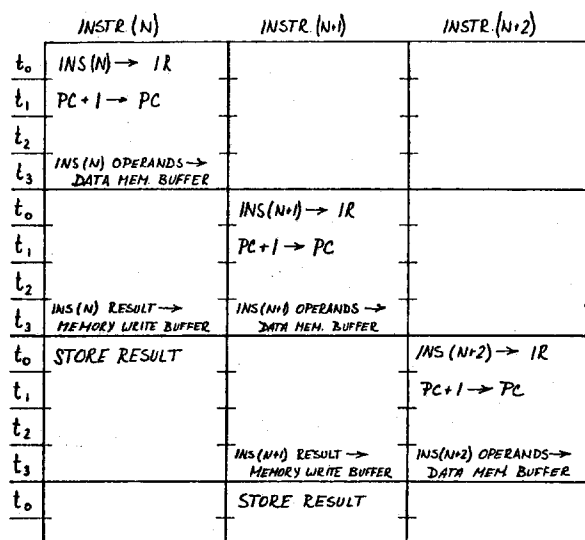 INSTR.(N) INSTR.(N+1) INSTR.(N+2)
t₀ INS(N) → IR
t₁ PC+1 → PC
t₂
t₃ INS(N) OPERANDS →
DATA MEM. BUFFER
t₀ INS(N+1) → IR
t₁ PC+1 → PC
t₂
INS(N) RESULT → INS(N+1) OPERANDS →
t₃ MEMORY WRITE BUFFER DATA MEM. BUFFER
t₀ STORE RESULT INS(N+2) → IR
t₁ PC+1 → PC
t₂
INS(N+1) RESULT → INS(N+2) OPERANDS →
t₃ MEMORY WRITE BUFFER DATA MEM. BUFFER
t₀ STORE RESULT